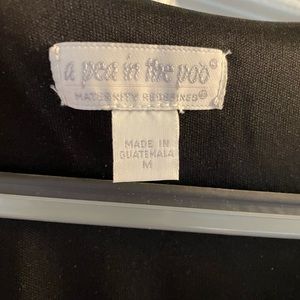 a pea in the pod®
MATERNITY REDEFINED®
MADE IN
GUATEMALA
M